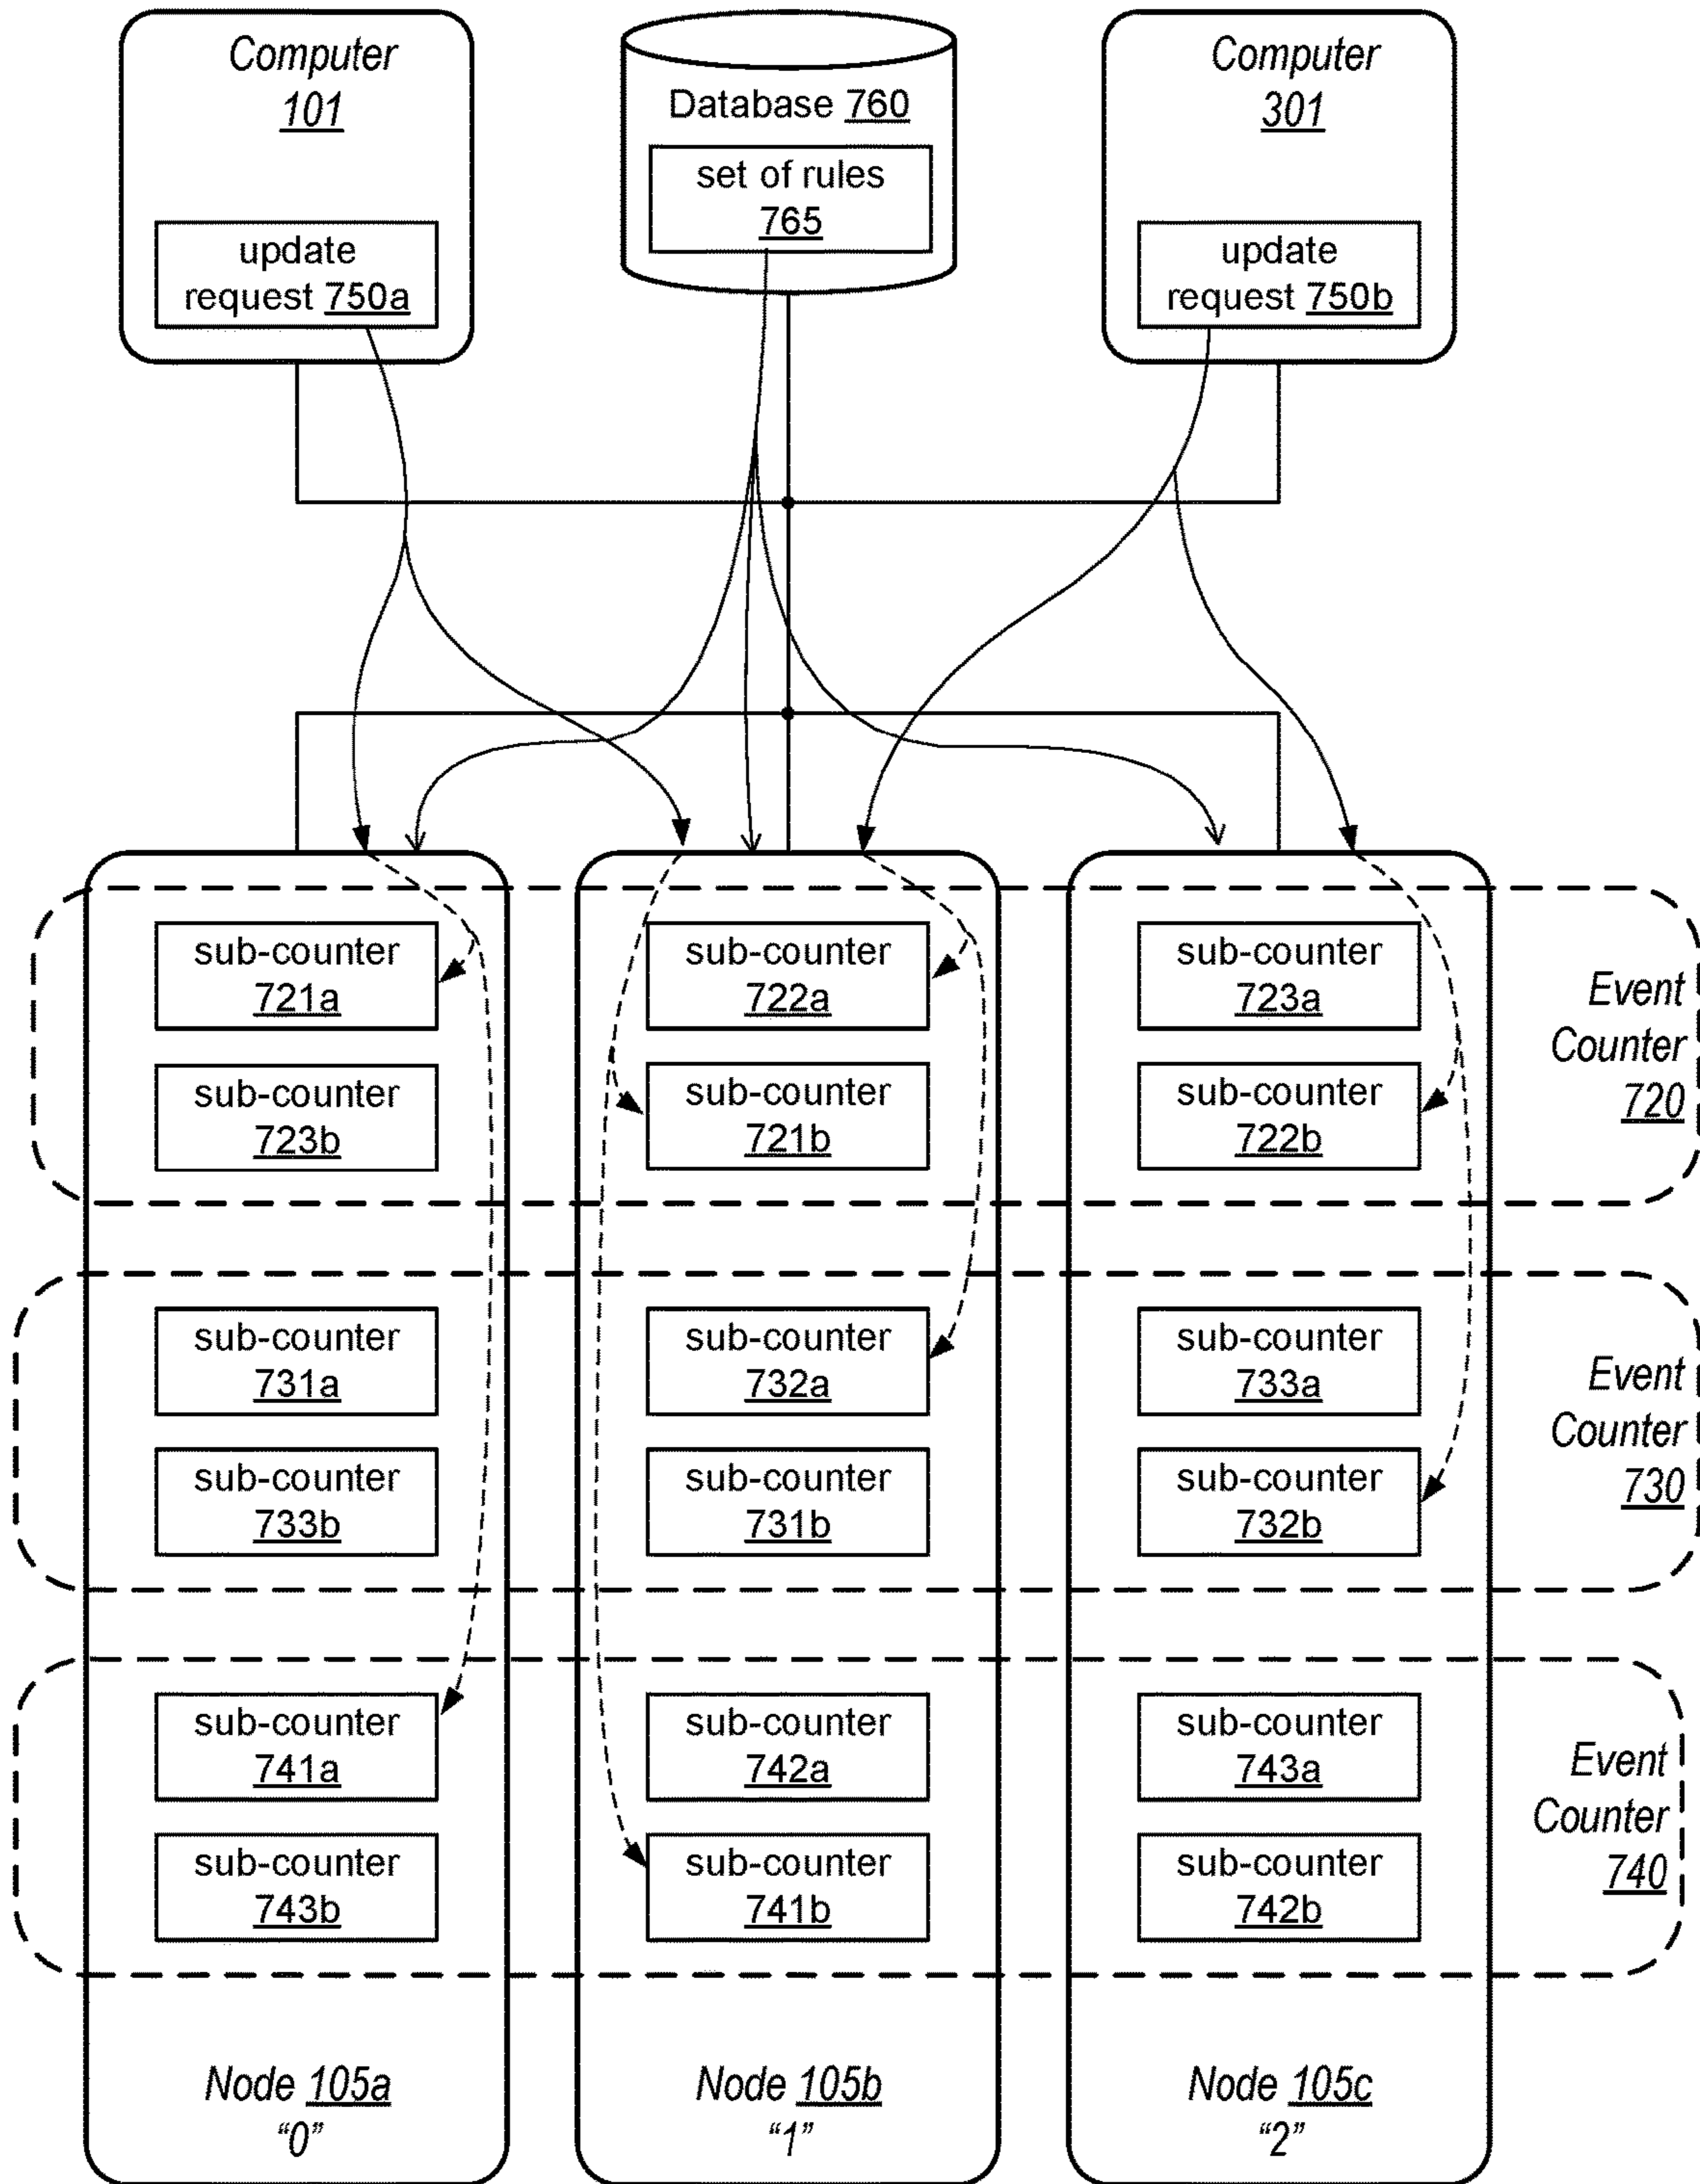 Computer
101
update
request 750a
Database 760
set of rules
765
Computer
301
update
request 750b
sub-counter
721a
sub-counter
722a
sub-counter
723a
sub-counter
723b
sub-counter
721b
sub-counter
722b
Event
Counter
720
sub-counter
731a
sub-counter
732a
sub-counter
733a
sub-counter
733b
sub-counter
731b
sub-counter
732b
Event
Counter
730
sub-counter
741a
sub-counter
742a
sub-counter
743a
sub-counter
743b
sub-counter
741b
sub-counter
742b
Event
Counter
740
Node 105a
“0”
Node 105b
“1”
Node 105c
“2”